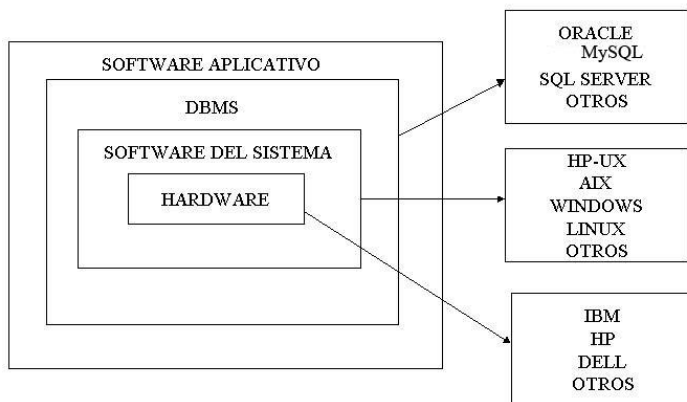 SOFTWARE APLICATIVO
DBMS
SOFTWARE DEL SISTEMA
HARDWARE
ORACLE
MySQL
SQL SERVER
OTROS
HP-UX
AIX
WINDOWS
LINUX
OTROS
IBM
HP
DELL
OTROS